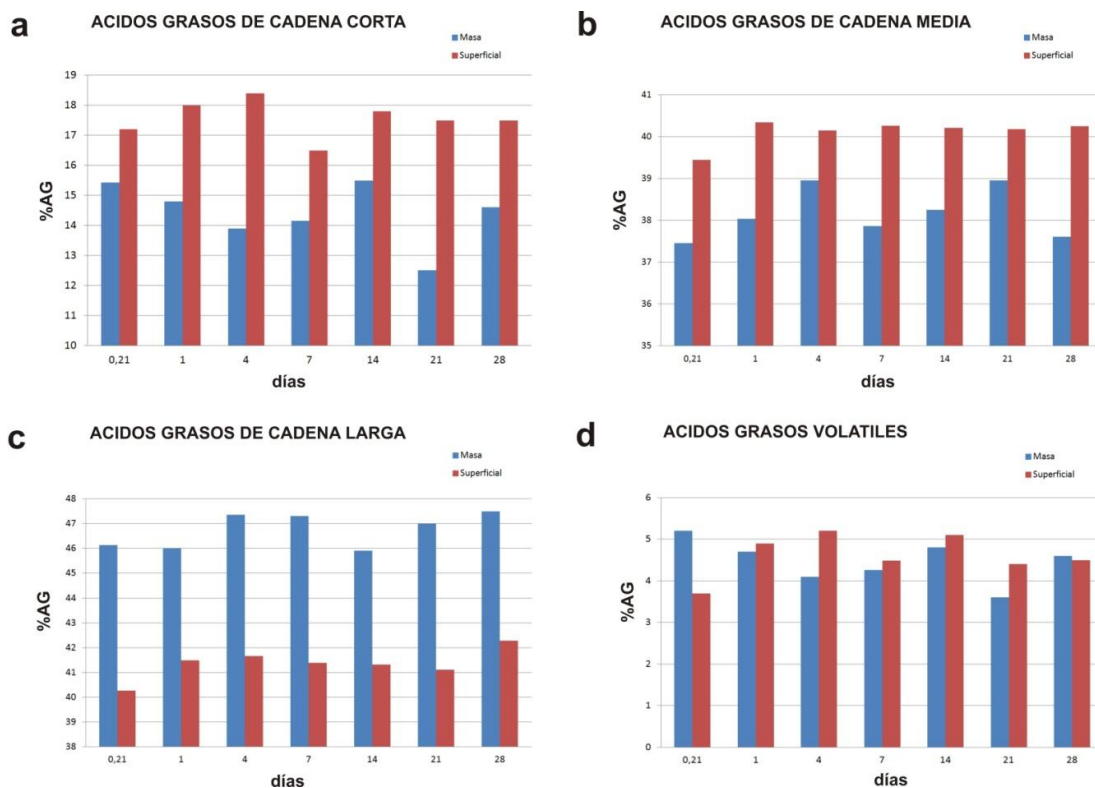 a
ACIDOS GRASOS DE CADENA CORTA
Masa
Superficial
19
18
17
16
15
14
13
12
11
10
%AG
0,21 1 4 7 14 21 28
días
b
ACIDOS GRASOS DE CADENA MEDIA
Masa
Superficial
41
40
39
38
37
36
35
%AG
0,21 1 4 7 14 21 28
días
c
ACIDOS GRASOS DE CADENA LARGA
Masa
Superficial
48
47
46
45
44
43
42
41
40
39
38
%AG
0,21 1 4 7 14 21 28
días
d
ACIDOS GRASOS VOLATILES
Masa
Superficial
6
5
4
3
2
1
0
%AG
0,21 1 4 7 14 21 28
días